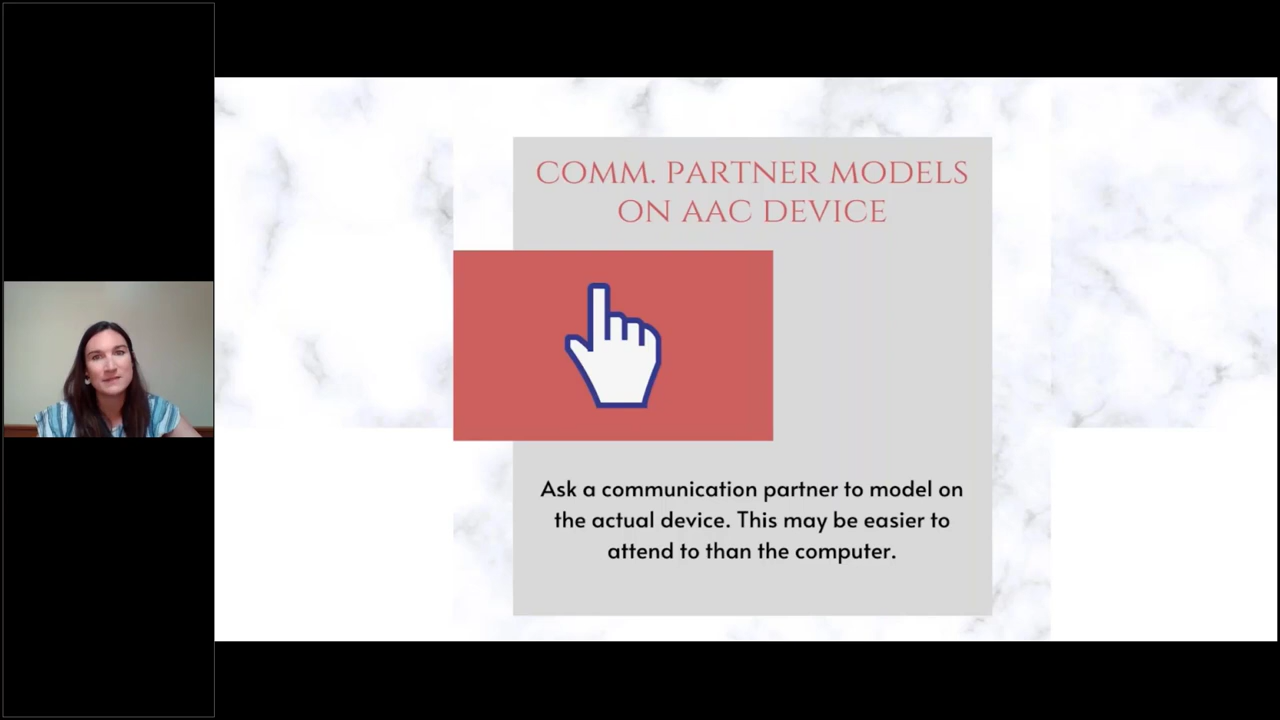 COMM. PARTNER MODELS
ON AAC DEVICE
Ask a communication partner to model on
the actual device. This may be easier to
attend to than the computer.